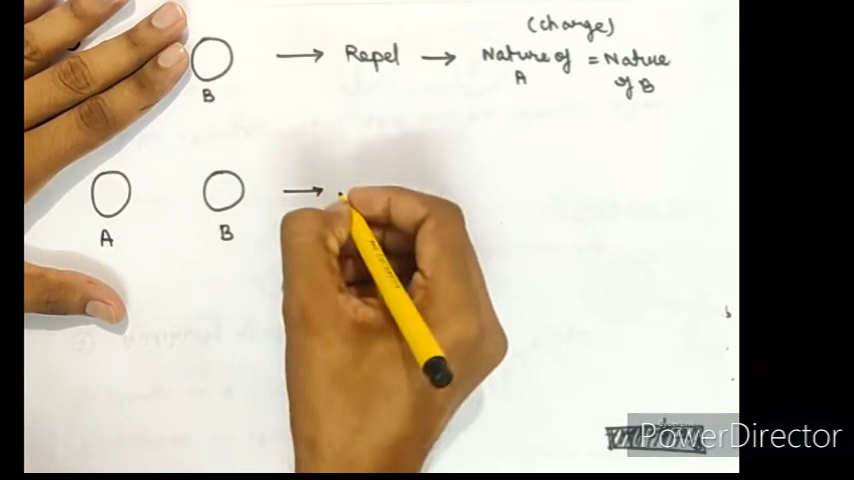 (charge)
→ Repel → Nature of = Nature
B A of B
→
A B
PowerDirector